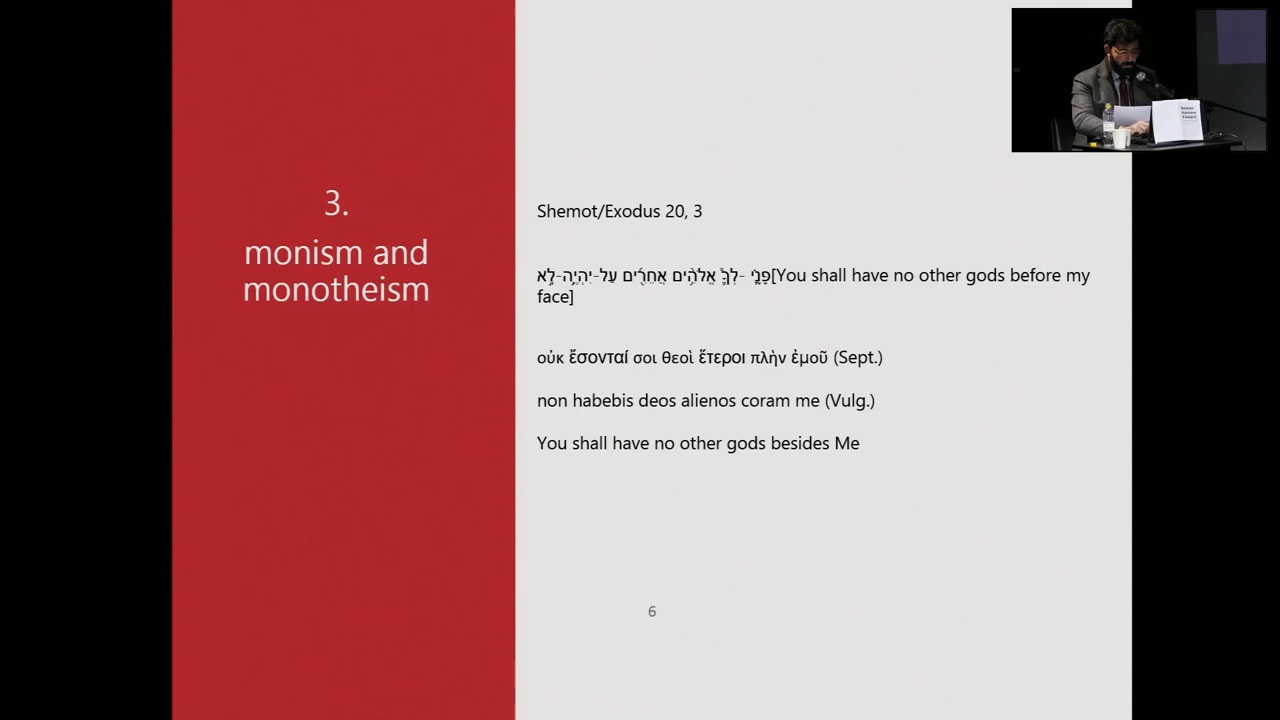 3.
monism and
monotheism
Shemot/Exodus 20, 3
פָּנָֽ֗י -לְךָ֛֩ אֱלֹהִ֥֨ים אֲחֵרִ֖֜ים עַל-יִהְיֶֽ֥ה-לֹֽ֣א[You shall have no other gods before my
face]
οὐκ ἔσονταί σοι θεοὶ ἕτεροι πλὴν ἐμοῦ (Sept.)
non habebis deos alienos coram me (Vulg.)
You shall have no other gods besides Me
6